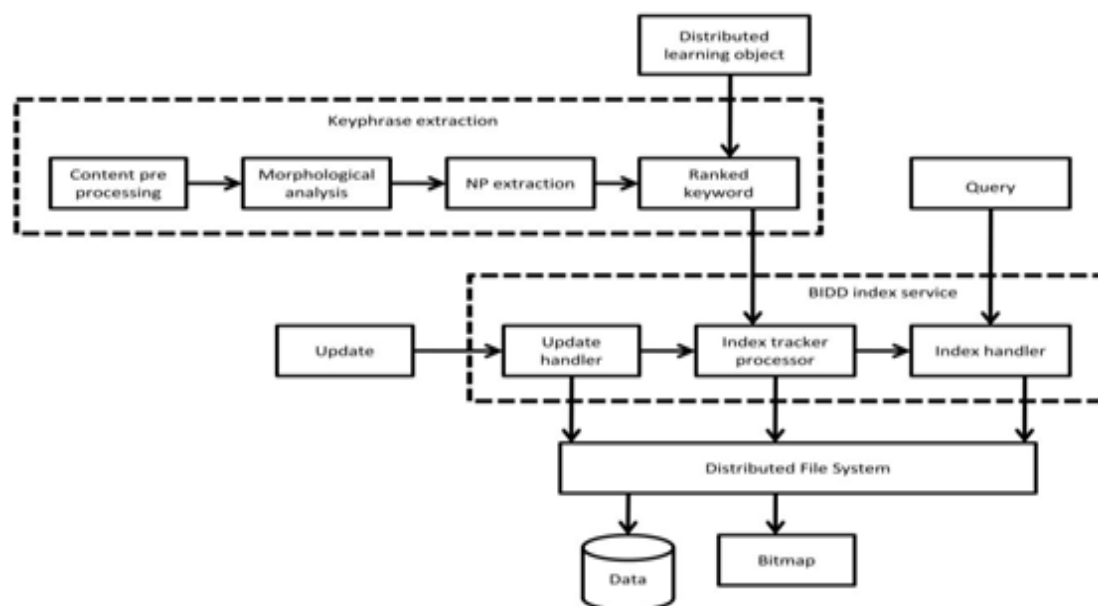 Distributed
learning object
Keyphrase extraction
Content pre
processing
Morphological
analysis
NP extraction
Ranked
keyword
Query
BIDD index service
Update
Update
handler
Index tracker
processor
Index handler
Distributed File System
Data
Bitmap